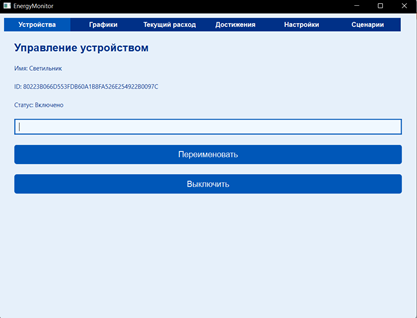 EnergyMonitor
Устройства Графики Текущий расход Достижения Настройки Сценарии
Управление устройством
Имя: Светильник
ID: 80223B066D553FDB60A1B8FA526E254922B0097C
Статус: Включено
Переименовать
Выключить